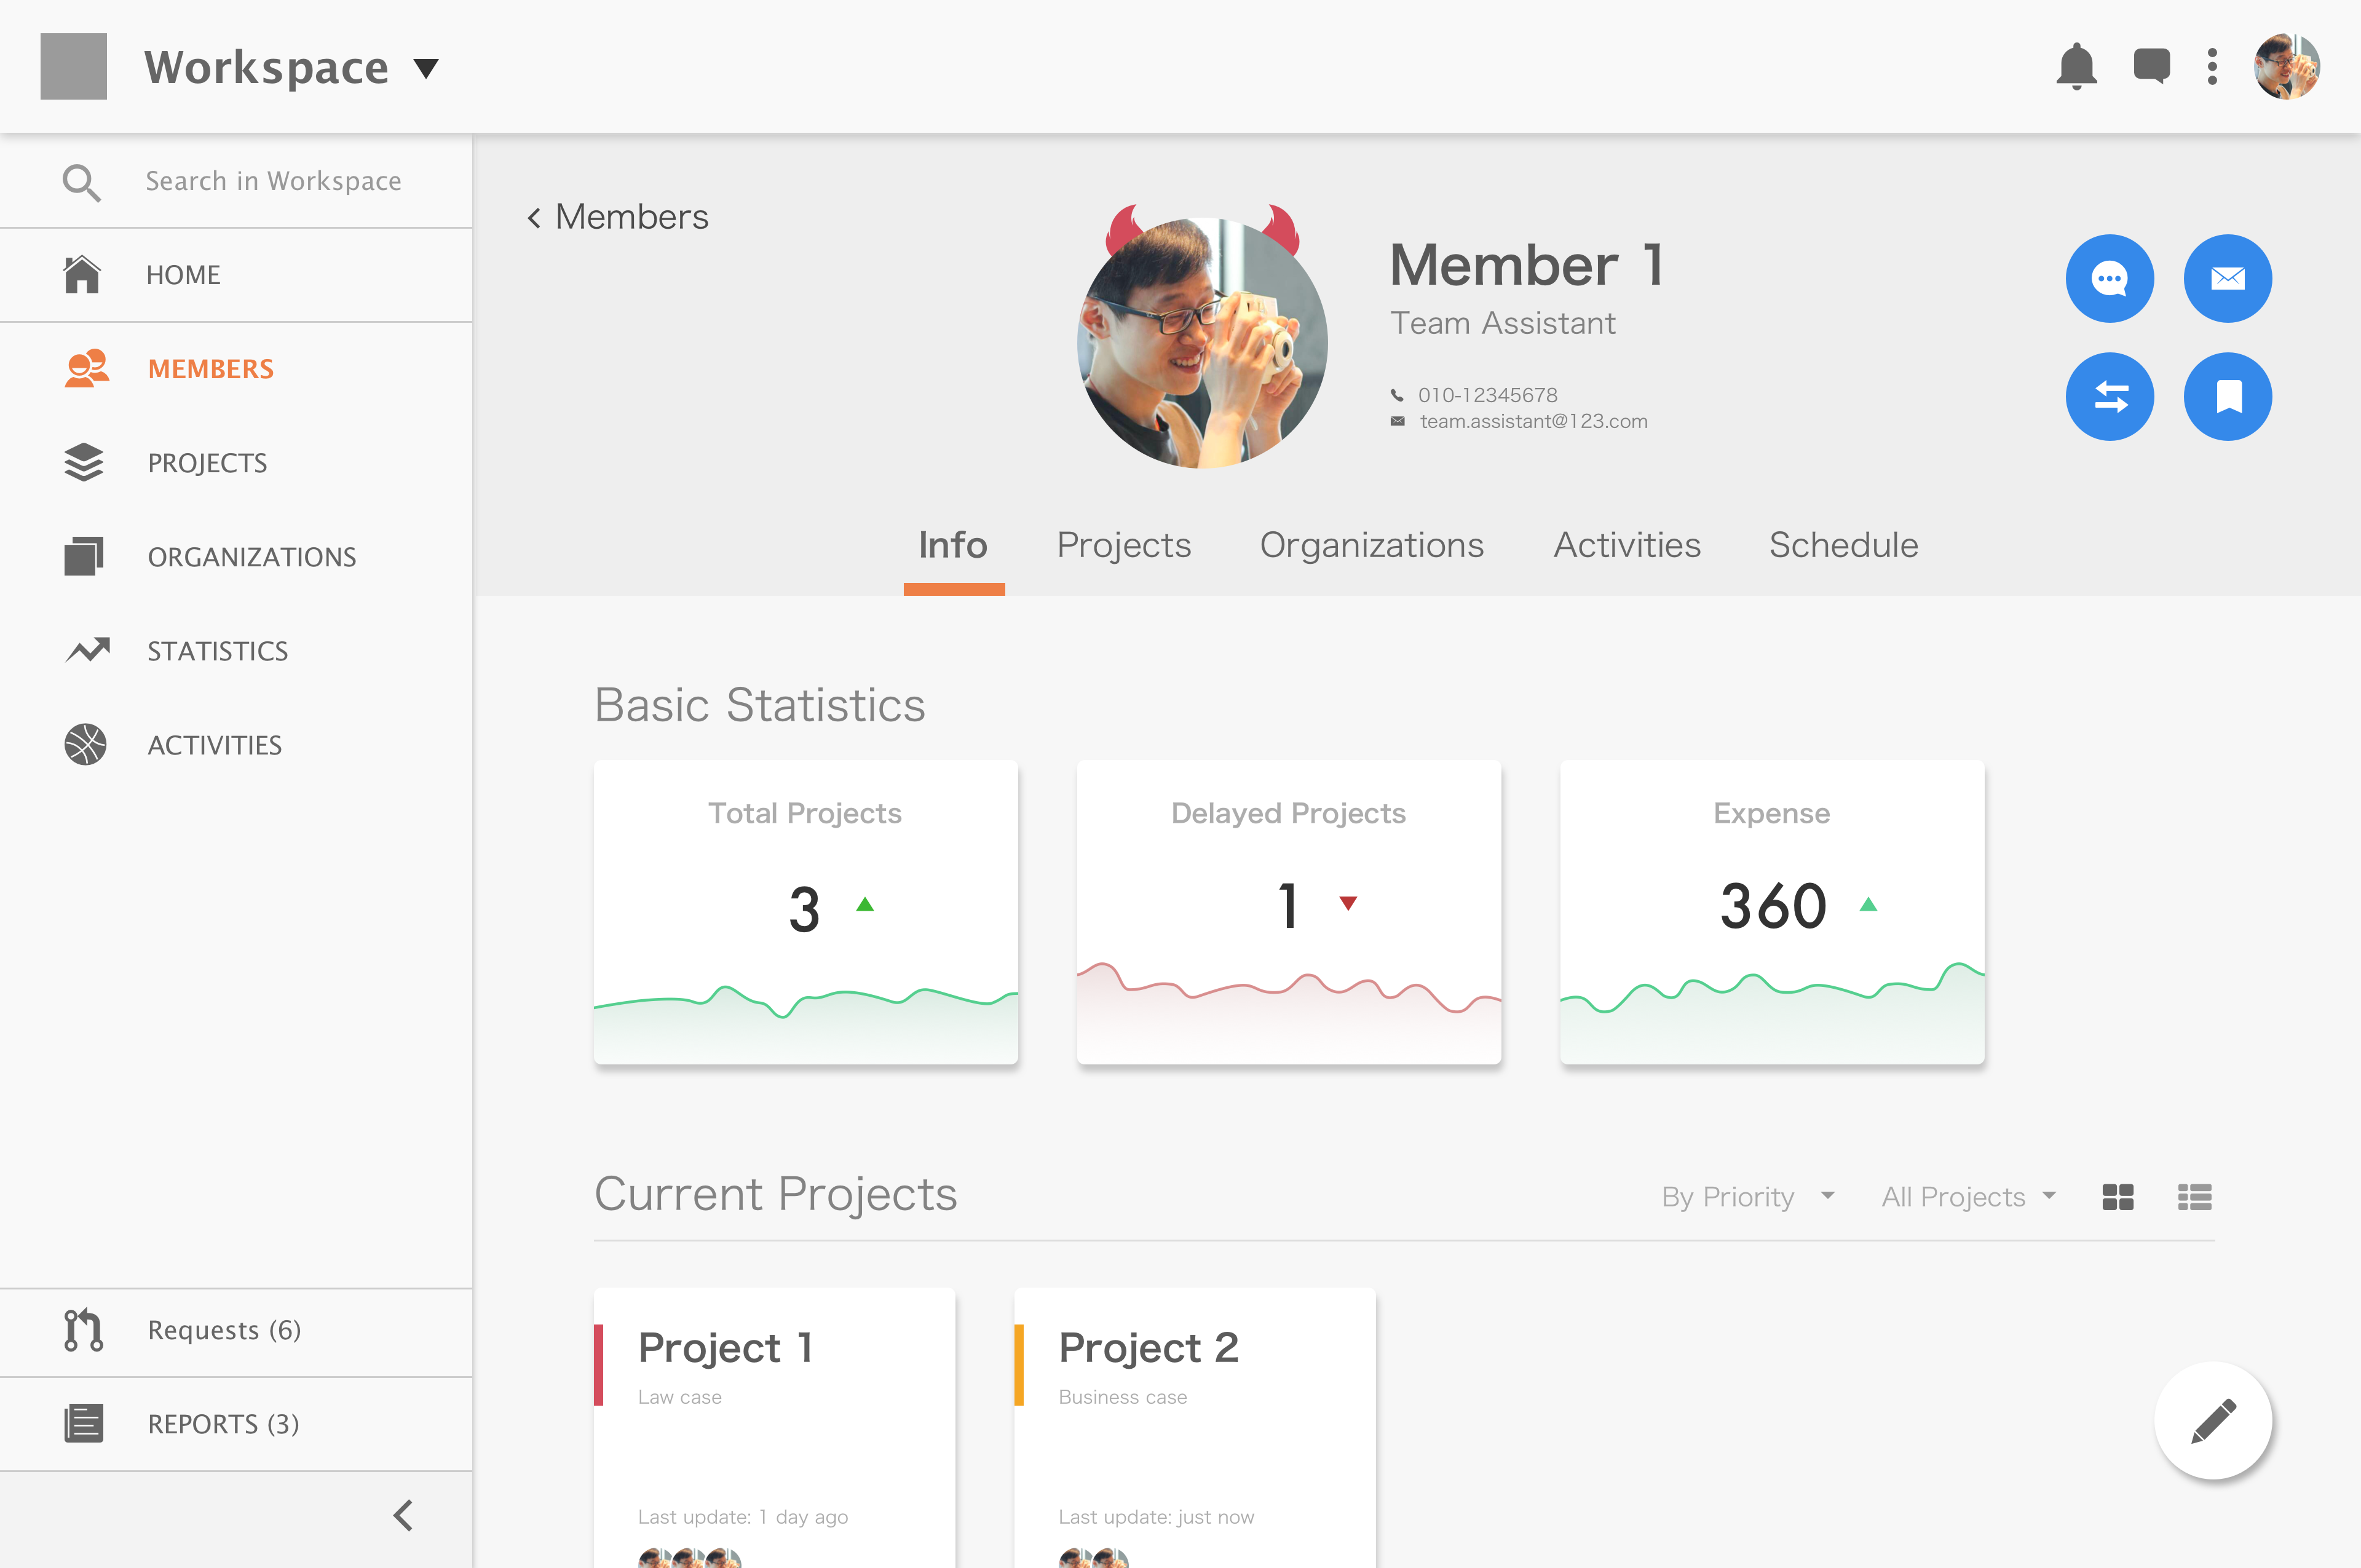 Workspace
Search in Workspace
HOME
MEMBERS
PROJECTS
ORGANIZATIONS
STATISTICS
ACTIVITIES
Requests (6)
REPORTS (3)
Members
Member 1
Team Assistant
010-12345678
team.assistant@123.com
Info Projects Organizations Activities Schedule
Basic Statistics
Total Projects
3
Delayed Projects
1
Expense
360
Current Projects
By Priority All Projects
Project 1
Law case
Last update: 1 day ago
Project 2
Business case
Last update: just now